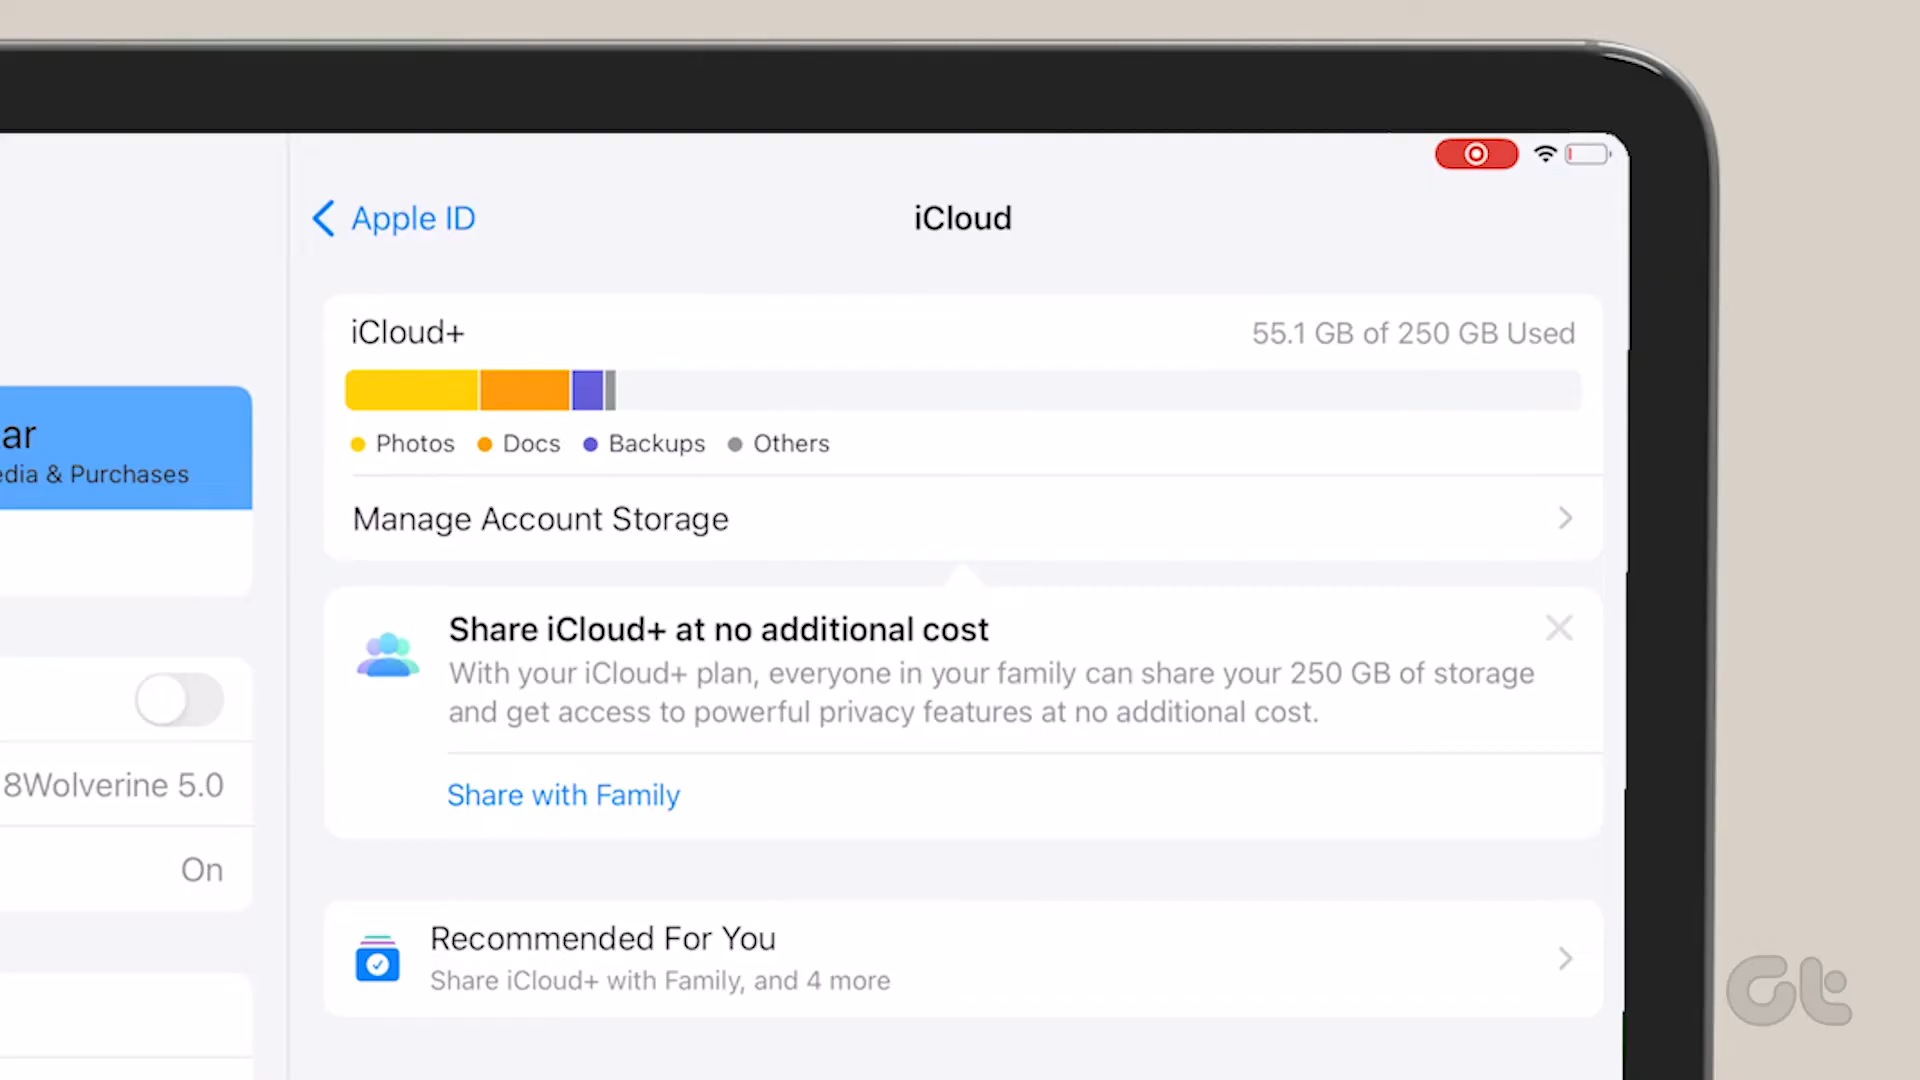 Apple ID
iCloud
iCloud+
55.1 GB of 250 GB Used
Photos
Docs
Backups
Others
Manage Account Storage
Share iCloud+ at no additional cost
With your iCloud+ plan, everyone in your family can share your 250 GB of storage
and get access to powerful privacy features at no additional cost.
Share with Family
Recommended For You
Share iCloud+ with Family, and 4 more
ar
edia & Purchases
8Wolverine 5.0
On
Gt